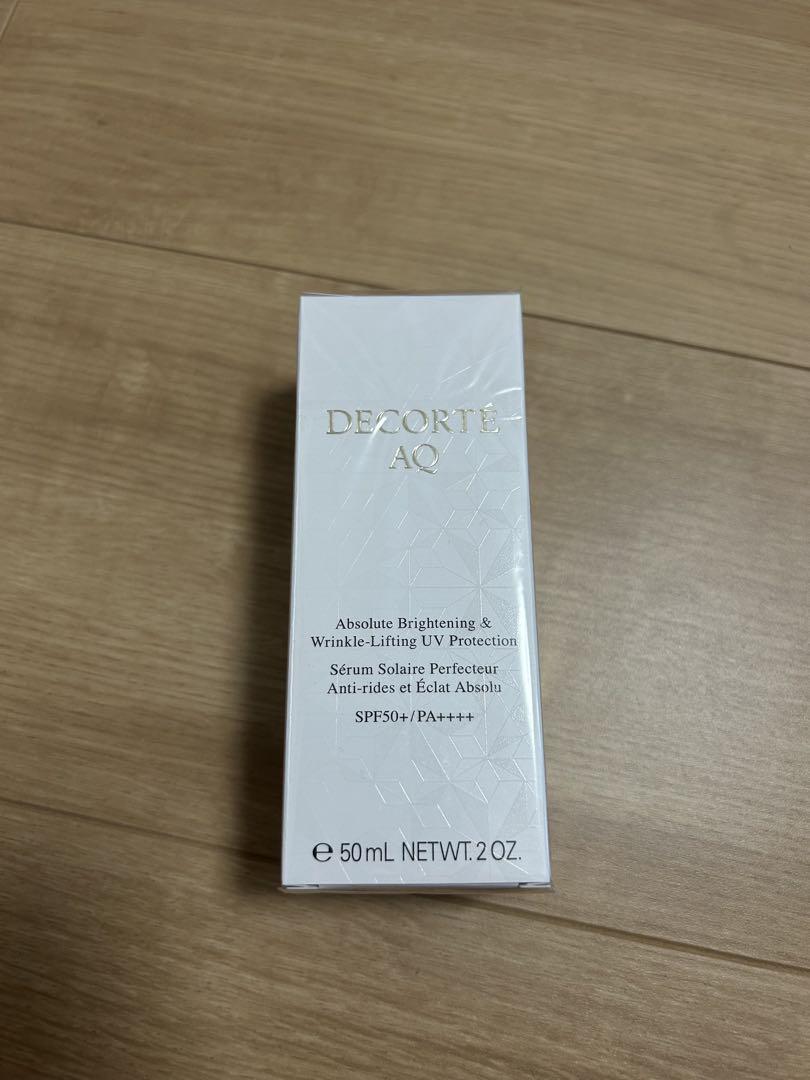 DECORTÉ
AQ
Absolute Brightening &
Wrinkle-Lifting UV Protection
Sérum Solaire Perfecteur
Anti-rides et Éclat Absolu
SPF50+/PA++++
℮ 50mL NETWT. 2 OZ.